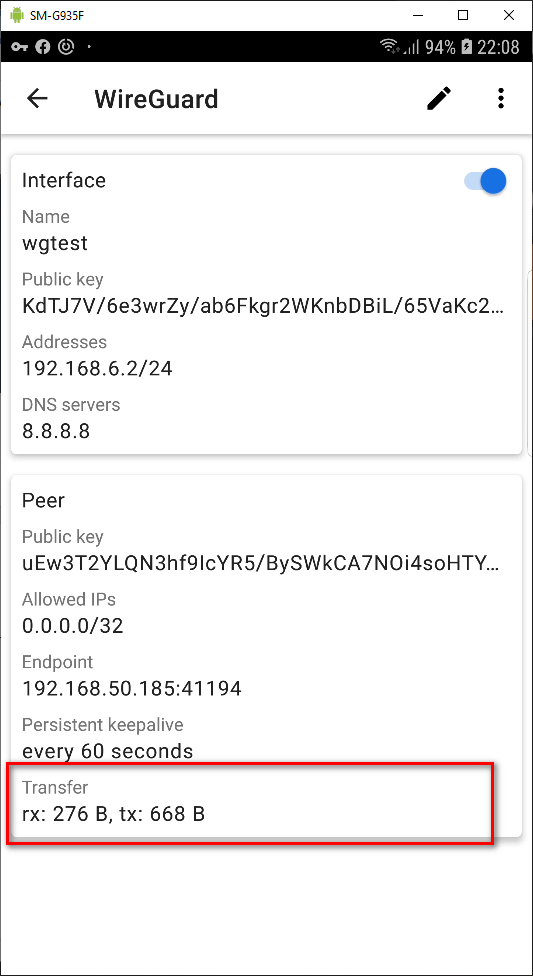 SM-G935F
94% 22:08
WireGuard
Interface
Name
wgtest
Public key
KdTJ7V/6e3wrZy/ab6Fkgr2WKnbDBiL/65VaKc2...
Addresses
192.168.6.2/24
DNS servers
8.8.8.8
Peer
Public key
uEw3T2YLQN3hf9IcYR5/BySWkCA7NOi4soHTY...
Allowed IPs
0.0.0.0/32
Endpoint
192.168.50.185:41194
Persistent keepalive
every 60 seconds
Transfer
rx: 276 B, tx: 668 B